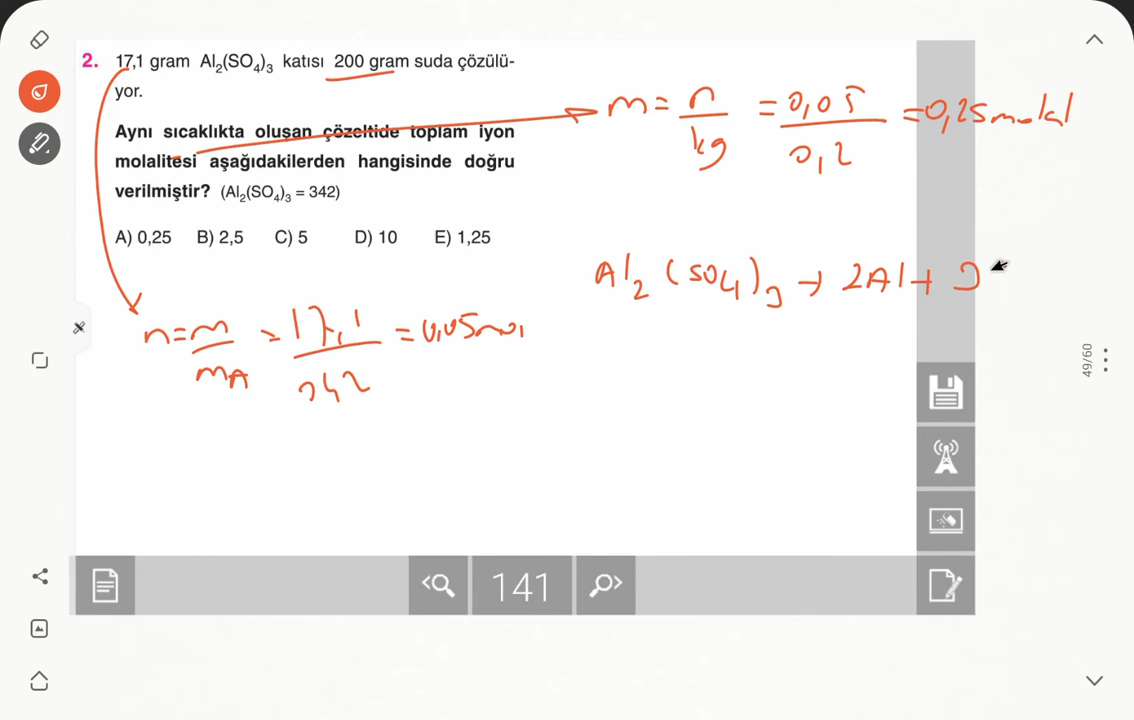 2. 17,1 gram Al₂(SO₄)₃ katısı 200 gram suda çözülü-
yor.
Aynı sıcaklıkta oluşan çözeltide toplam iyon
molalitesi aşağıdakilerden hangisinde doğru
verilmiştir? (Al₂(SO₄)₃ = 342)
A) 0,25 B) 2,5 C) 5 D) 10 E) 1,25
m = n/kg = 0,05/0,2 = 0,25 molal
Al₂(SO₄)₃ → 2Al + 3
n = m/MA = 17,1/342 = 0,05 mol
49/60
141